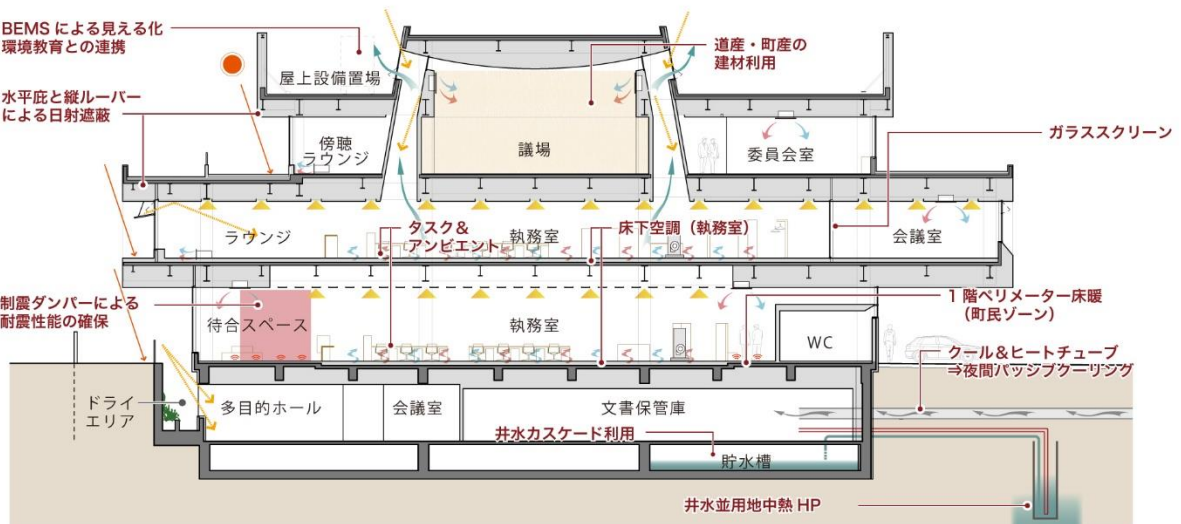 BEMS による見える化
環境教育との連携
屋上設備置場
道産・町産の
建材利用
水平庇と縦ルーバー
による日射遮蔽
傍聴
ラウンジ
議場
委員会室
ガラススクリーン
ラウンジ
タスク&
アンビエント
執務室
床下空調(執務室)
会議室
制震ダンパーによる
耐震性能の確保
待合スペース
執務室
1階ペリメーター床暖
(町民ゾーン)
WC
クール&ヒートチューブ
⇒夜間パッシブクーリング
ドライ
エリア
多目的ホール
会議室
文書保管庫
井水カスケード利用
貯水槽
井水並用地中熱 HP